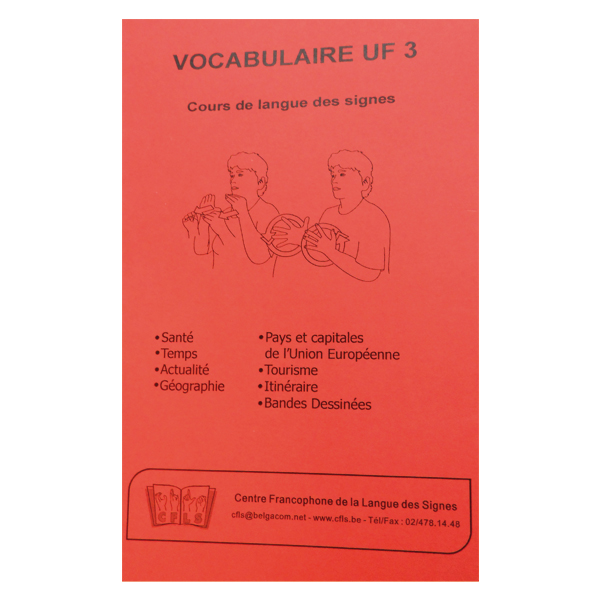 VOCABULAIRE UF 3
Cours de langue des signes
•Santé
•Temps
•Actualité
•Géographie
•Pays et capitales
de l'Union Européenne
•Tourisme
•Itinéraire
•Bandes Dessinées
CFLS
Centre Francophone de la Langue des Signes
cfls@belgacom.net - www.cfls.be - Tél/Fax : 02/478.14.48